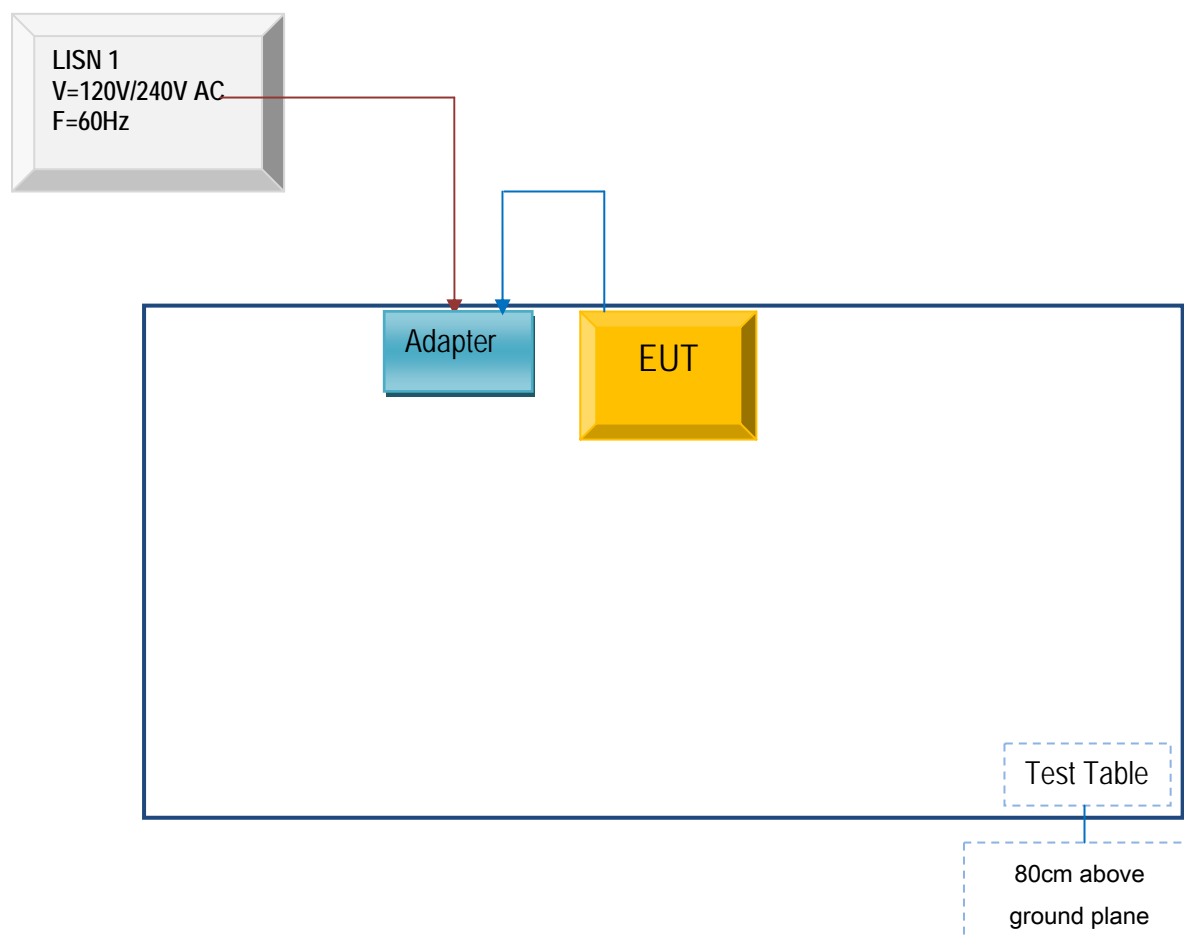 LISN 1
V=120V/240V AC
F=60Hz
Adapter
EUT
Test Table
80cm above
ground plane